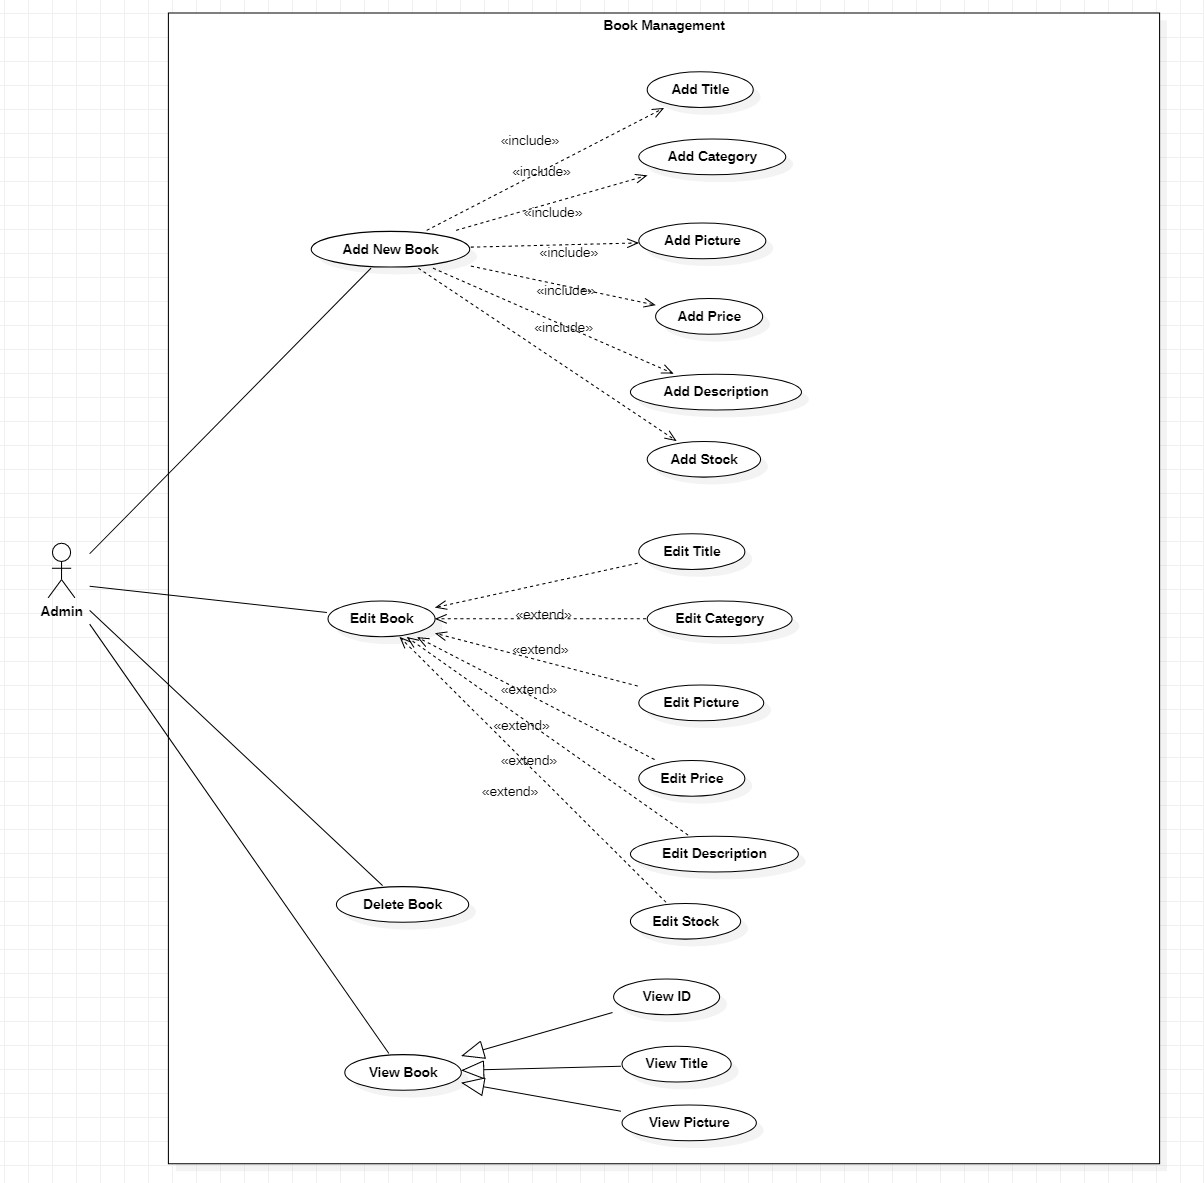 Book Management
Add Title
«include»
Add Category
«include»
«include»
Add Picture
Add New Book
«include»
«include»
Add Price
«include»
Add Description
Add Stock
Edit Title
Admin
Edit Book
«extend»
Edit Category
«extend»
«extend»
Edit Picture
«extend»
«extend»
Edit Price
«extend»
Edit Description
Delete Book
Edit Stock
View ID
View Title
View Book
View Picture